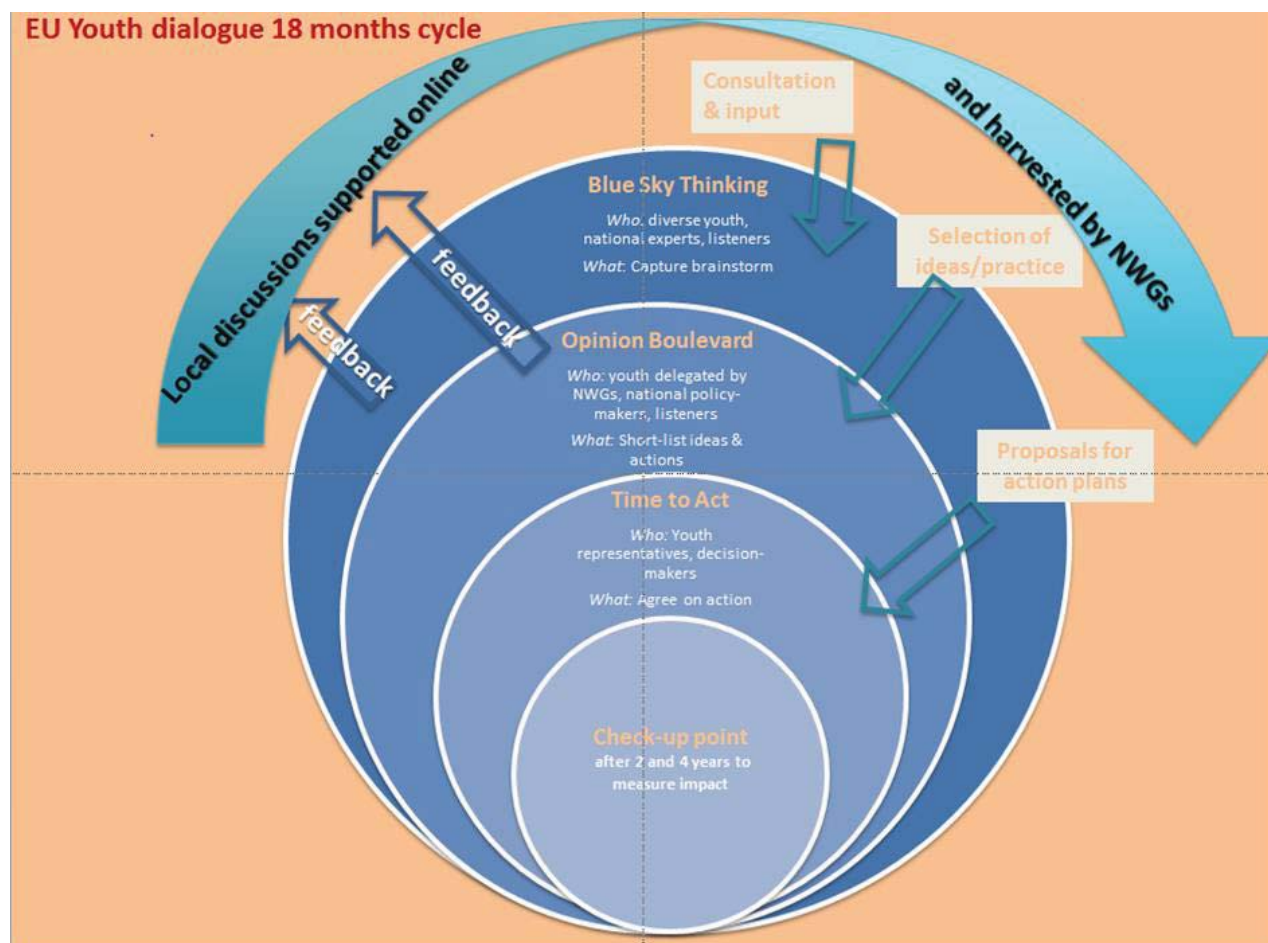 EU Youth dialogue 18 months cycle
Local discussions supported online
and harvested by NWGs
Consultation
& input
Blue Sky Thinking
Who: diverse youth,
national experts, listeners
What: Capture brainstorm
Selection of
ideas/practice
feedback
feedback
Opinion Boulevard
Who: youth delegated by
NWGs, national policy-
makers, listeners
What: Short-list ideas &
actions
Proposals for
action plans
Time to Act
Who: Youth
representatives, decision-
makers
What: Agree on action
Check-up point
after 2 and 4 years to
measure impact